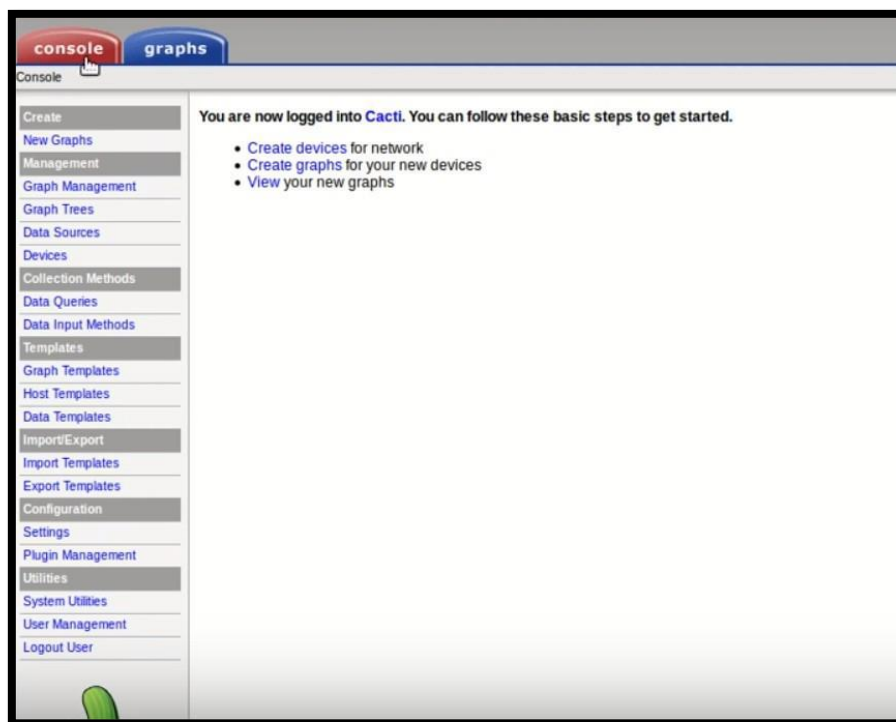 console graphs
Console
Create
New Graphs
Management
Graph Management
Graph Trees
Data Sources
Devices
Collection Methods
Data Queries
Data Input Methods
Templates
Graph Templates
Host Templates
Data Templates
Import/Export
Import Templates
Export Templates
Configuration
Settings
Plugin Management
Utilities
System Utilities
User Management
Logout User
You are now logged into Cacti. You can follow these basic steps to get started.
• Create devices for network
• Create graphs for your new devices
• View your new graphs